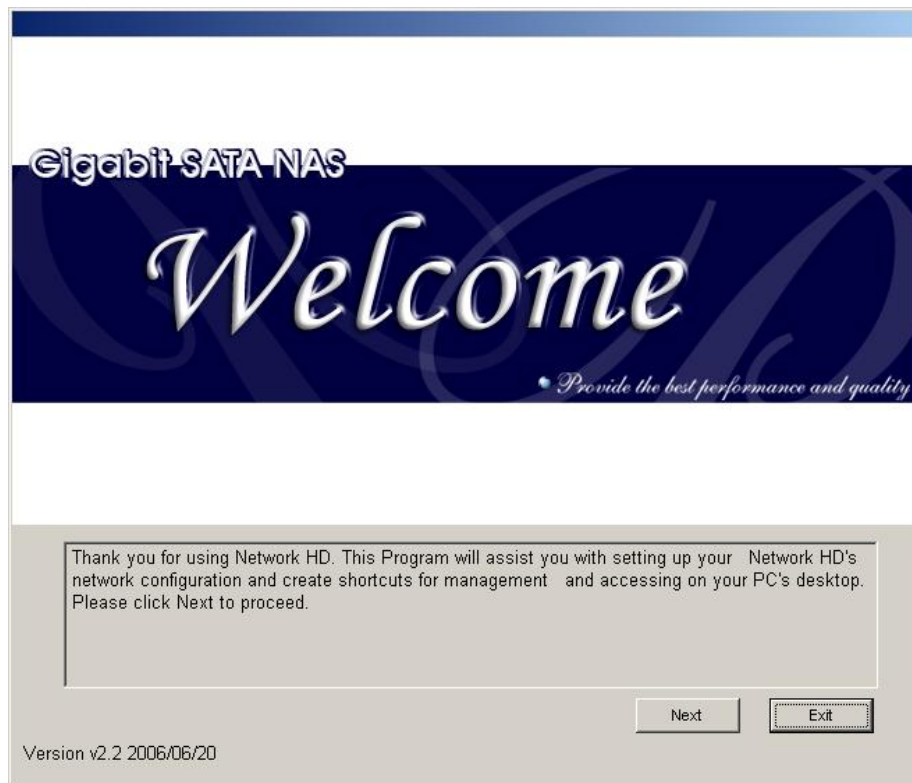 Gigabit SATA NAS
Welcome
Provide the best performance and quality
Thank you for using Network HD. This Program will assist you with setting up your Network HD's
network configuration and create shortcuts for management and accessing on your PC's desktop.
Please click Next to proceed.
Next
Exit
Version v2.2 2006/06/20